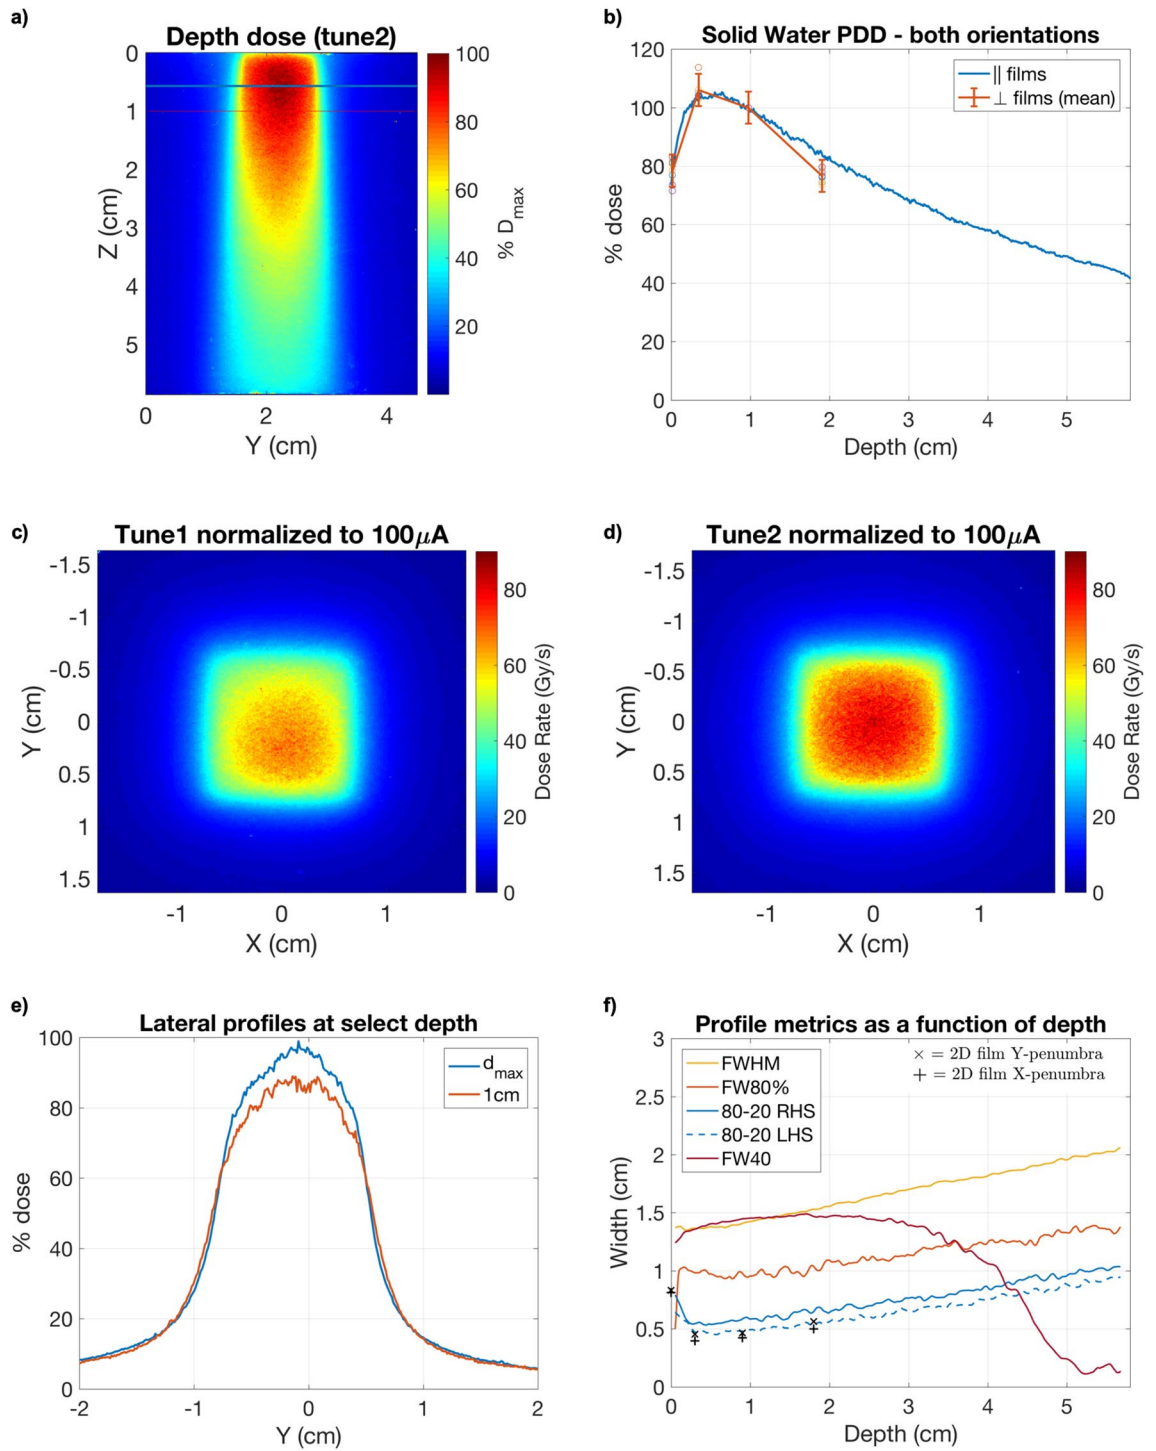 a)
Depth dose (tune2)
0
1
2
3
4
5
Z (cm)
0
2
4
Y (cm)
100
80
60
40
20
% Dmax
b)
Solid Water PDD - both orientations
120
100
80
60
40
20
0
% dose
0
1
2
3
4
5
Depth (cm)
|| films
⊥ films (mean)
c)
Tune1 normalized to 100μA
-1.5
-1
-0.5
0
0.5
1
1.5
Y (cm)
-1
0
1
X (cm)
80
60
40
20
0
Dose Rate (Gy/s)
d)
Tune2 normalized to 100μA
-1.5
-1
-0.5
0
0.5
1
1.5
Y (cm)
-1
0
1
X (cm)
80
60
40
20
0
Dose Rate (Gy/s)
e)
Lateral profiles at select depth
100
80
60
40
20
0
% dose
-2
-1
0
1
2
Y (cm)
dmax
1cm
f)
Profile metrics as a function of depth
3
2.5
2
1.5
1
0.5
0
Width (cm)
0
1
2
3
4
5
Depth (cm)
FWHM
FW80%
80-20 RHS
80-20 LHS
FW40
× = 2D film Y-penumbra
+ = 2D film X-penumbra